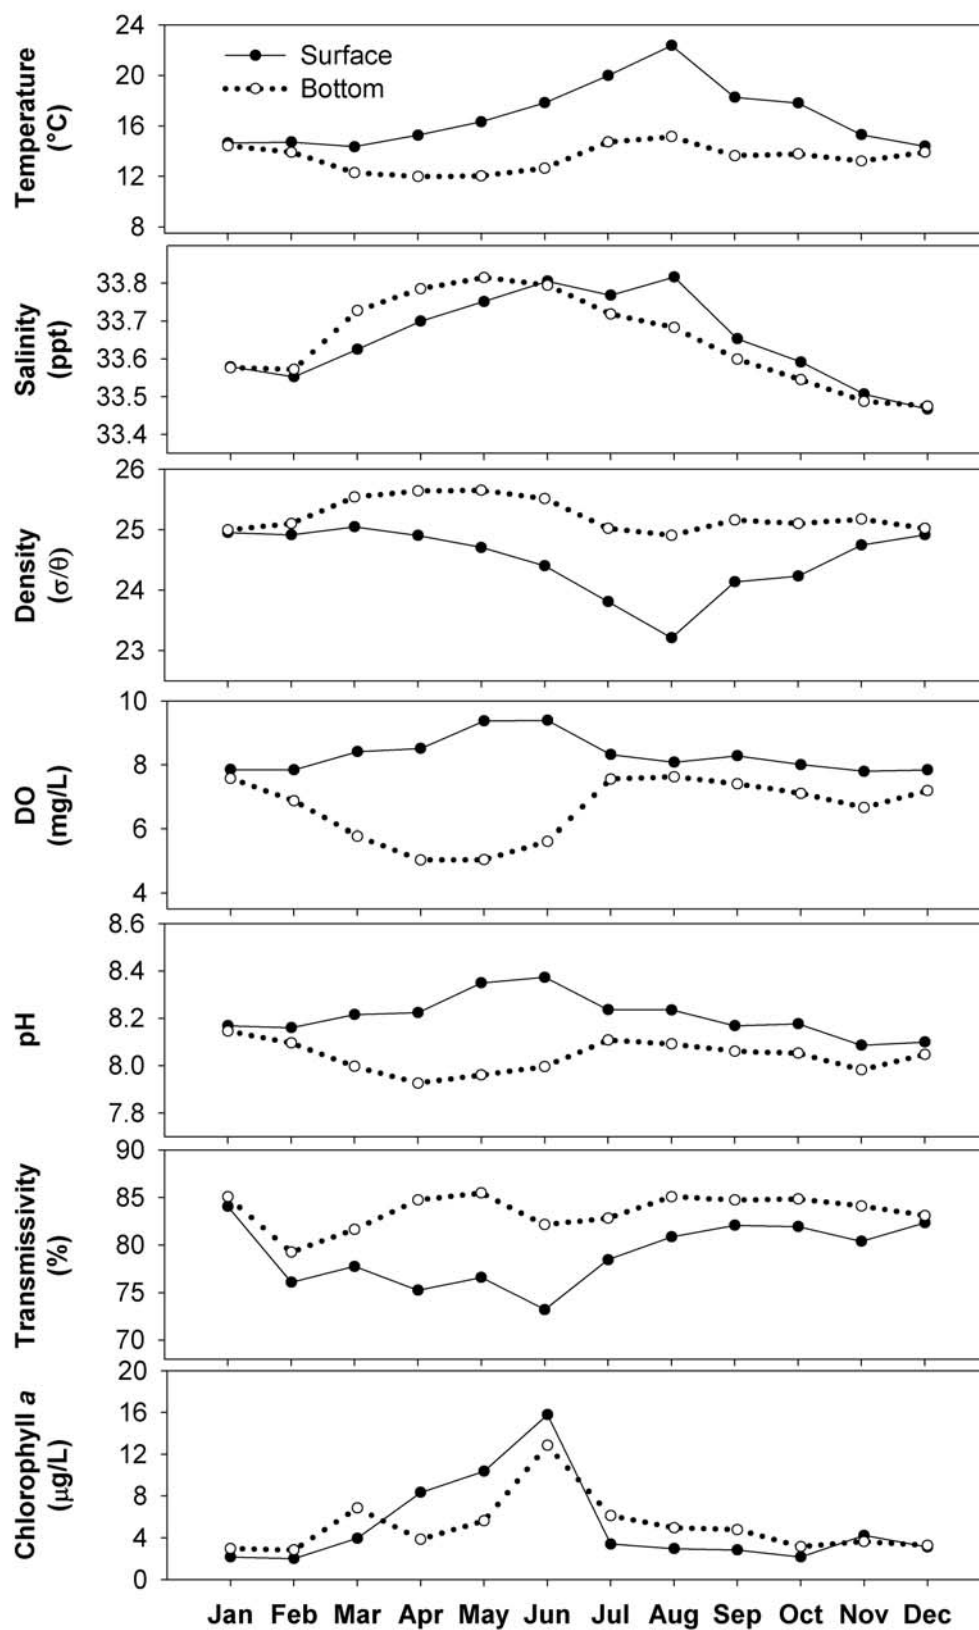 Temperature
(°C)
24
20
16
12
8
Surface
Bottom
Salinity
(ppt)
33.8
33.7
33.6
33.5
33.4
Density
(σ/θ)
26
25
24
23
DO
(mg/L)
10
8
6
4
pH
8.6
8.4
8.2
8.0
7.8
Transmissivity
(%)
90
85
80
75
70
Chlorophyll a
(µg/L)
20
16
12
8
4
0
Jan Feb Mar Apr May Jun Jul Aug Sep Oct Nov Dec